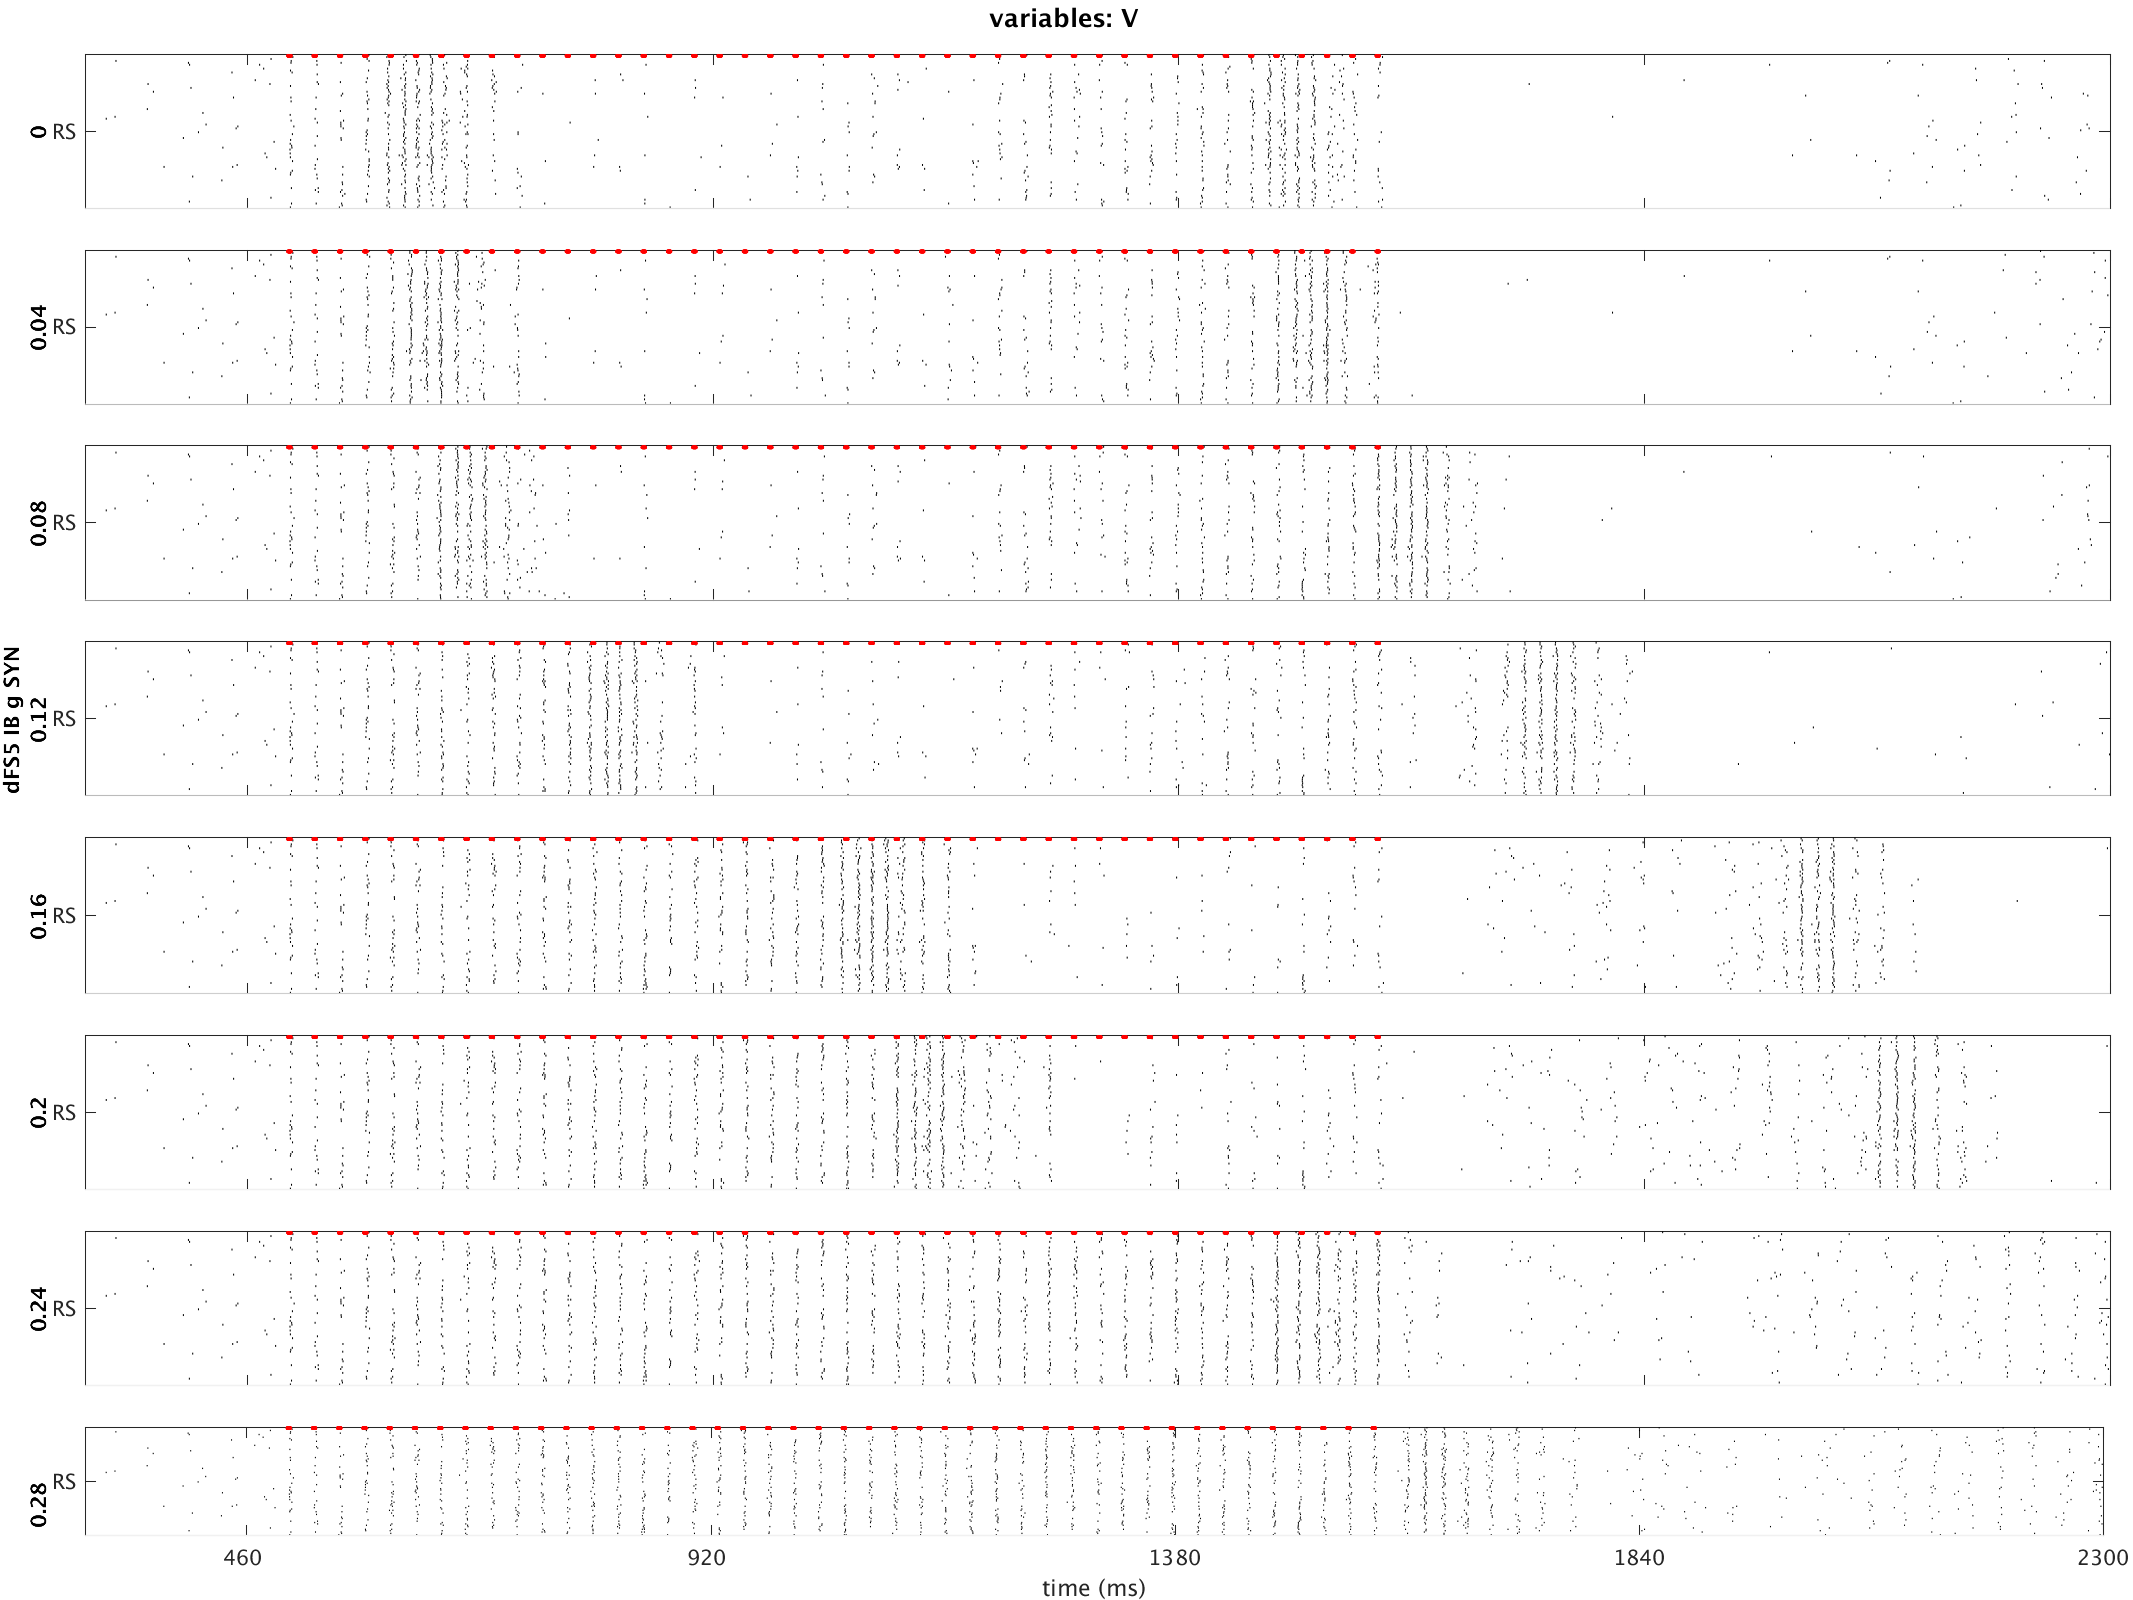 variables: V
0 RS
0.04 RS
0.08 RS
dFS5 IB g SYN
0.12 RS
0.16 RS
0.2 RS
0.24 RS
0.28 RS
460 920 1380 1840 2300
time (ms)